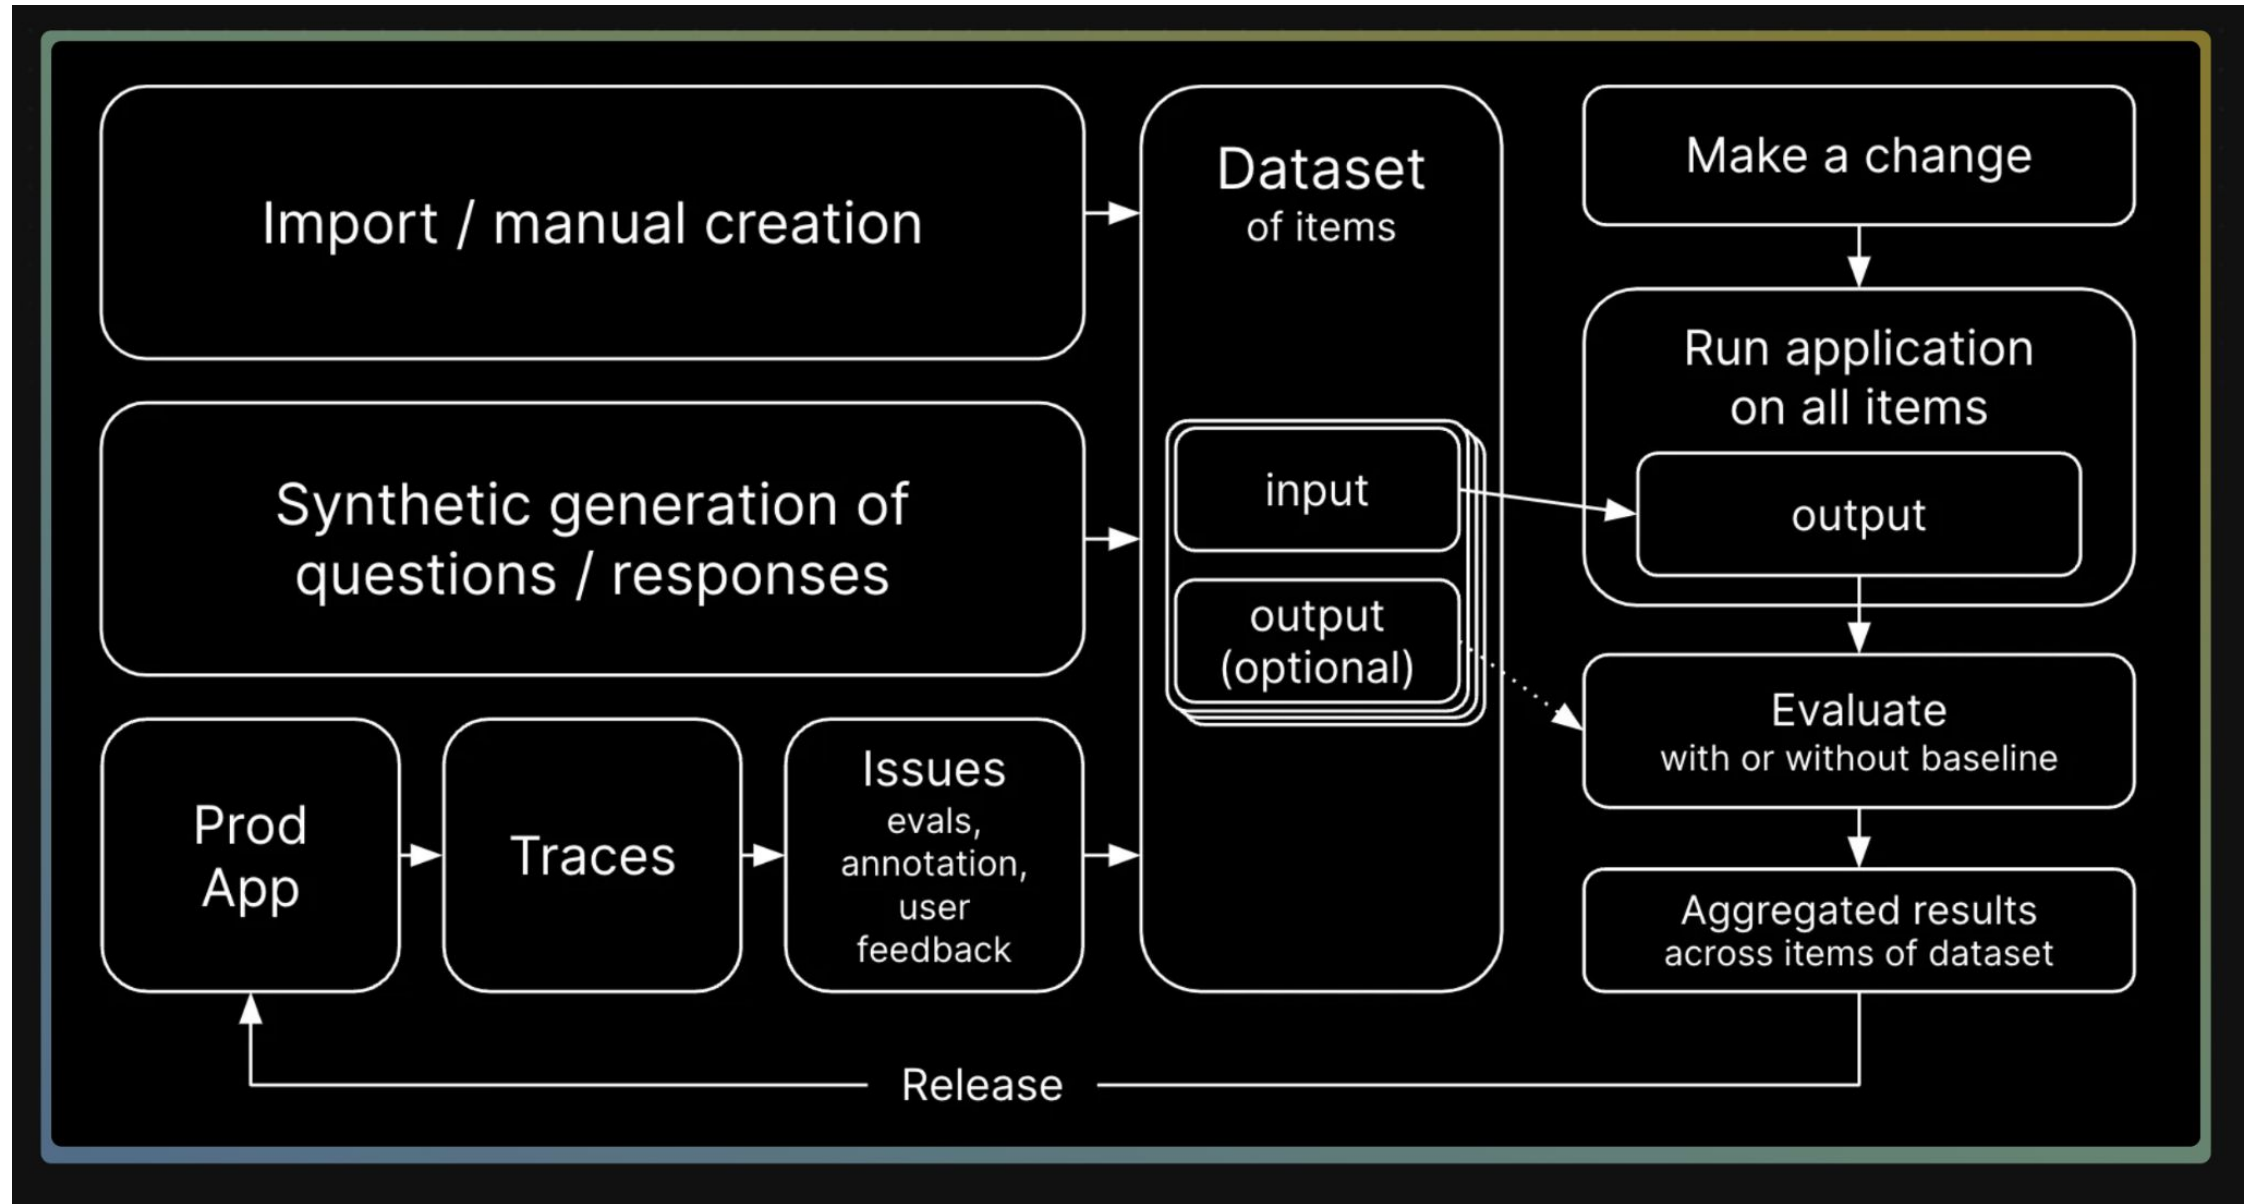 Import / manual creation
Synthetic generation of
questions / responses
Prod
App
Traces
Issues
evals,
annotation,
user
feedback
Dataset
of items
input
output
(optional)
Make a change
Run application
on all items
output
Evaluate
with or without baseline
Aggregated results
across items of dataset
Release